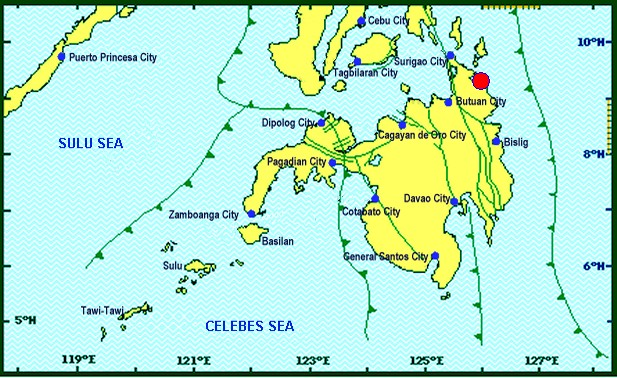 Cebu City
10°N
Puerto Princesa City
Surigao City
Tagbilaran City
Butuan City
Dipolog City
Cagayan de Oro City
SULU SEA
Bislig
8°N
Pagadian City
Davao City
Cotabato City
Zamboanga City
Basilan
General Santos City
Sulu
6°N
Tawi-Tawi
5°N
CELEBES SEA
119°E
121°E
123°E
125°E
127°E